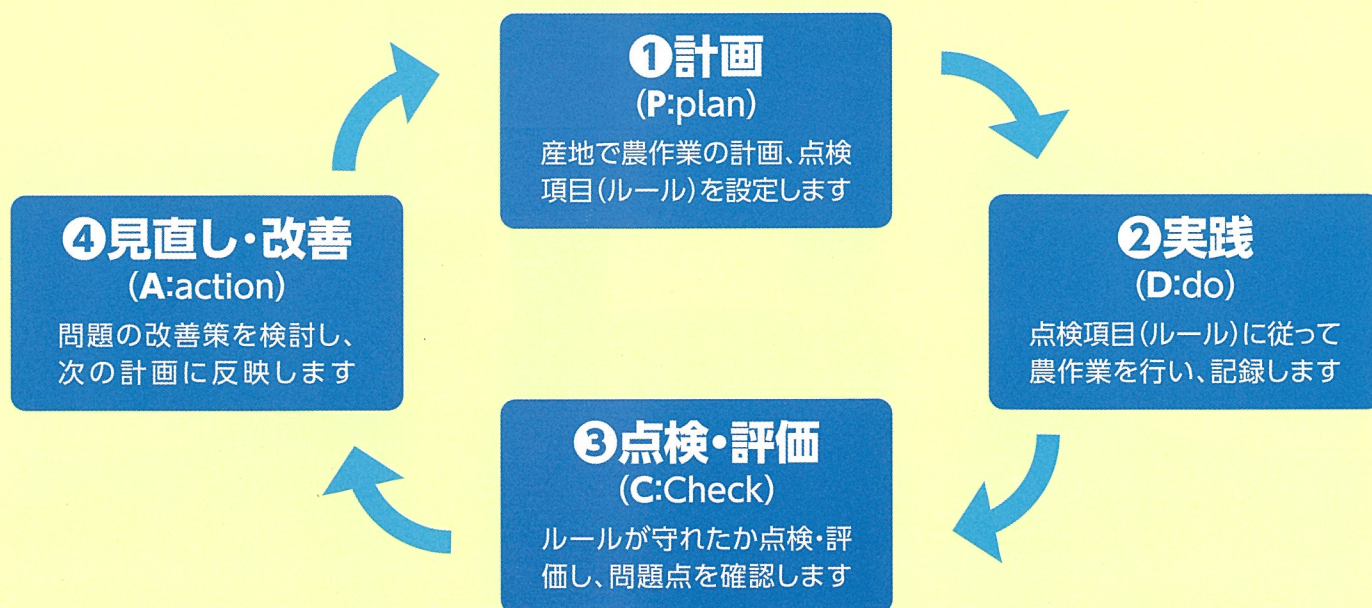 ❶計画
(P:plan)
産地で農作業の計画、点検
項目(ルール)を設定します
❷実践
(D:do)
点検項目(ルール)に従って
農作業を行い、記録します
❸点検・評価
(C:Check)
ルールが守れたか点検・評
価し、問題点を確認します
❹見直し・改善
(A:action)
問題の改善策を検討し、
次の計画に反映します